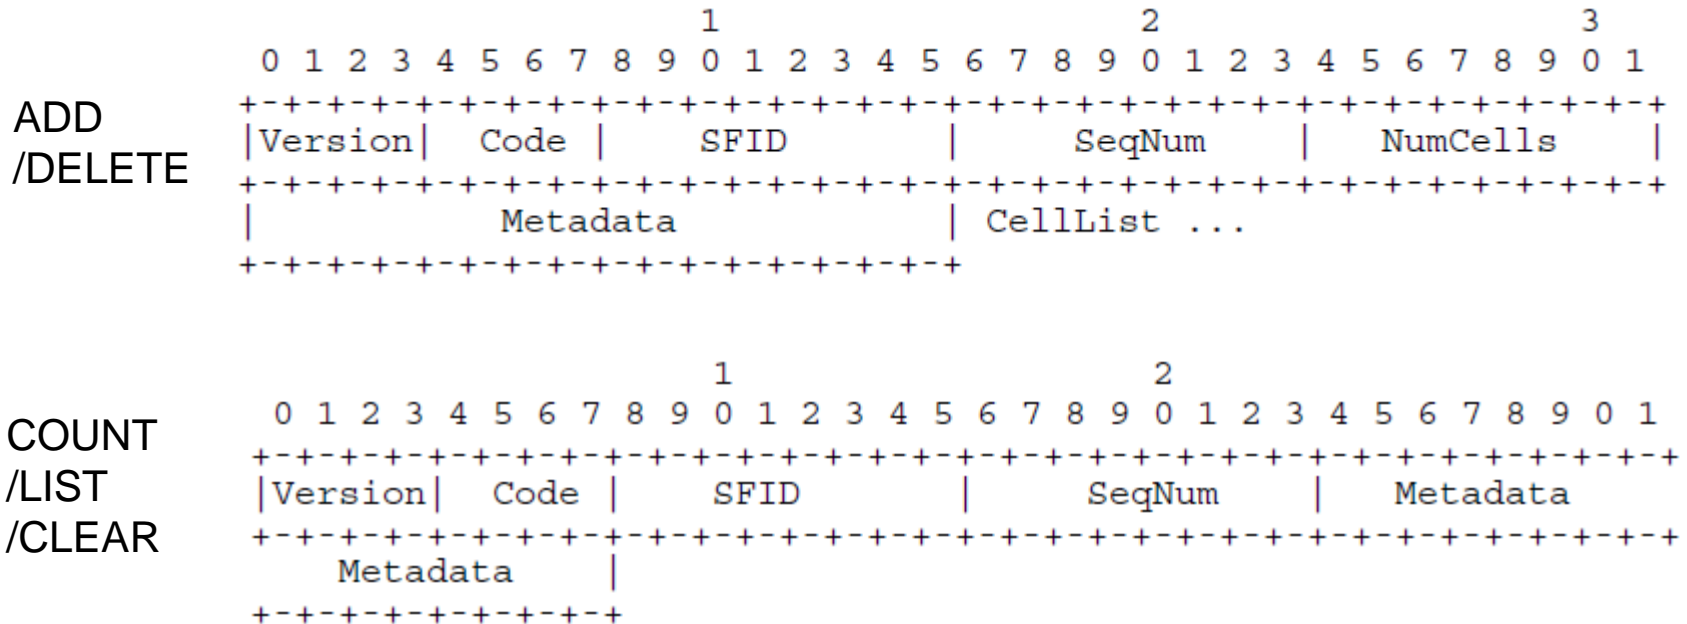 1                   2                   3
 0 1 2 3 4 5 6 7 8 9 0 1 2 3 4 5 6 7 8 9 0 1 2 3 4 5 6 7 8 9 0 1
ADD
/DELETE
+-+-+-+-+-+-+-+-+-+-+-+-+-+-+-+-+-+-+-+-+-+-+-+-+-+-+-+-+-+-+-+-+
|Version| Code | SFID | SeqNum | NumCells |
+-+-+-+-+-+-+-+-+-+-+-+-+-+-+-+-+-+-+-+-+-+-+-+-+-+-+-+-+-+-+-+-+
| Metadata | CellList ...
+-+-+-+-+-+-+-+-+-+-+-+-+-+-+-+-+
                     1                   2
 0 1 2 3 4 5 6 7 8 9 0 1 2 3 4 5 6 7 8 9 0 1 2 3 4 5 6 7 8 9 0 1
COUNT
/LIST
/CLEAR
+-+-+-+-+-+-+-+-+-+-+-+-+-+-+-+-+-+-+-+-+-+-+-+-+-+-+-+-+-+-+-+-+
|Version| Code | SFID | SeqNum | Metadata
+-+-+-+-+-+-+-+-+-+-+-+-+-+-+-+-+-+-+-+-+-+-+-+-+-+-+-+-+-+-+-+-+
Metadata |
+-+-+-+-+-+-+-+-+